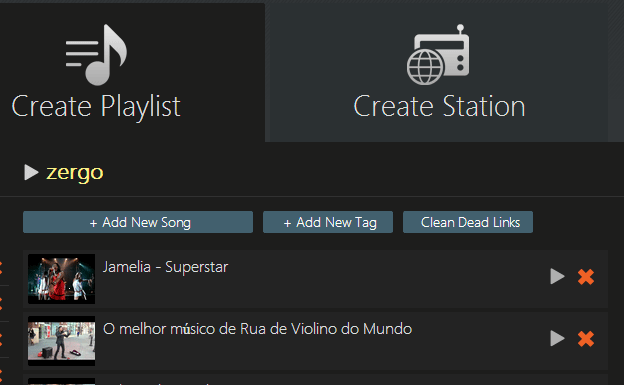 Create Playlist
Create Station
zergo
+ Add New Song
+ Add New Tag
Clean Dead Links
Jamelia - Superstar
O melhor músico de Rua de Violino do Mundo